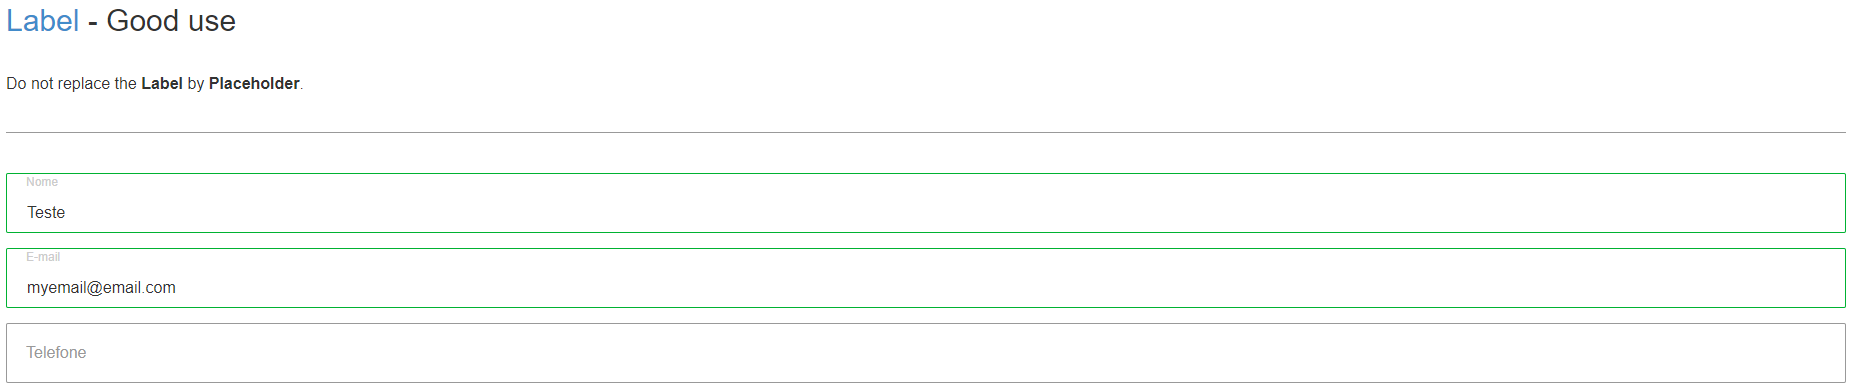 Label - Good use
Do not replace the Label by Placeholder.
Nome
Teste
E-mail
myemail@email.com
Telefone